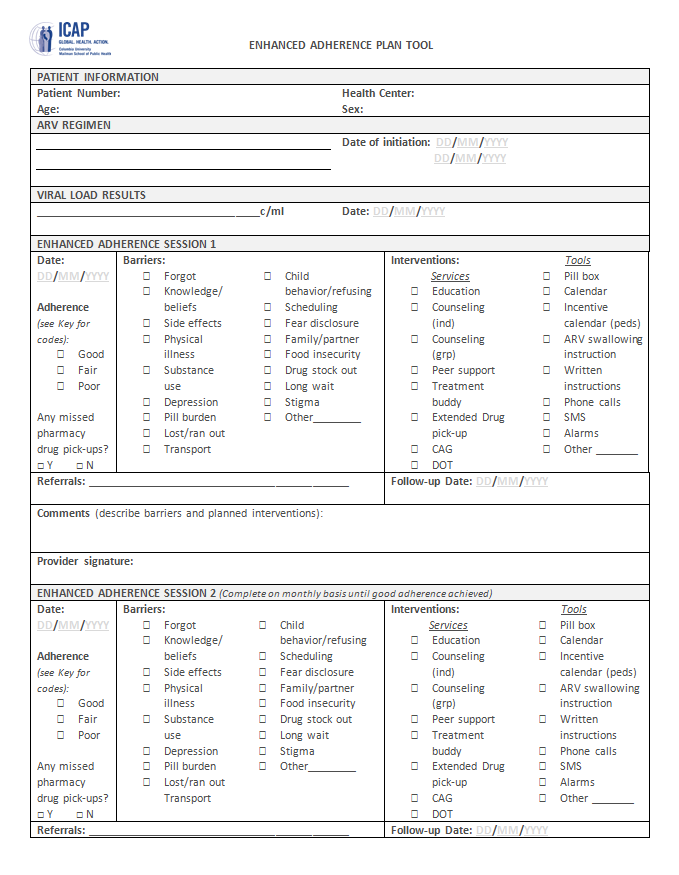 ICAP
GLOBAL. HEALTH. ACTION.
Columbia University
Mailman School of Public Health
ENHANCED ADHERENCE PLAN TOOL
PATIENT INFORMATION
Patient Number: Health Center:
Age: Sex:
ARV REGIMEN
Date of initiation: DD/MM/YYYY
DD/MM/YYYY
VIRAL LOAD RESULTS
c/ml Date: DD/MM/YYYY
ENHANCED ADHERENCE SESSION 1
Date:
DD/MM/YYYY
Adherence
(see Key for
codes):
☐ Good
☐ Fair
☐ Poor
Any missed
pharmacy
drug pick-ups?
□ Y □ N
Barriers:
☐ Forgot
☐ Knowledge/
beliefs
☐ Side effects
☐ Physical
illness
☐ Substance
use
☐ Depression
☐ Pill burden
☐ Lost/ran out
☐ Transport
☐ Child
behavior/refusing
☐ Scheduling
☐ Fear disclosure
☐ Family/partner
☐ Food insecurity
☐ Drug stock out
☐ Long wait
☐ Stigma
☐ Other________
Interventions:
Services
☐ Education
☐ Counseling
(ind)
☐ Counseling
(grp)
☐ Peer support
☐ Treatment
buddy
☐ Extended Drug
pick-up
☐ CAG
☐ DOT
Tools
☐ Pill box
☐ Calendar
☐ Incentive
calendar (peds)
☐ ARV swallowing
instruction
☐ Written
instructions
☐ Phone calls
☐ SMS
☐ Alarms
☐ Other _______
Referrals: ______________________________ Follow-up Date: DD/MM/YYYY
Comments (describe barriers and planned interventions):
Provider signature:
ENHANCED ADHERENCE SESSION 2 (Complete on monthly basis until good adherence achieved)
Date:
DD/MM/YYYY
Adherence
(see Key for
codes):
☐ Good
☐ Fair
☐ Poor
Any missed
pharmacy
drug pick-ups?
□ Y □ N
Barriers:
☐ Forgot
☐ Knowledge/
beliefs
☐ Side effects
☐ Physical
illness
☐ Substance
use
☐ Depression
☐ Pill burden
☐ Lost/ran out
Transport
☐ Child
behavior/refusing
☐ Scheduling
☐ Fear disclosure
☐ Family/partner
☐ Food insecurity
☐ Drug stock out
☐ Long wait
☐ Stigma
☐ Other________
Interventions:
Services
☐ Education
☐ Counseling
(ind)
☐ Counseling
(grp)
☐ Peer support
☐ Treatment
buddy
☐ Extended Drug
pick-up
☐ CAG
☐ DOT
Tools
☐ Pill box
☐ Calendar
☐ Incentive
calendar (peds)
☐ ARV swallowing
instruction
☐ Written
instructions
☐ Phone calls
☐ SMS
☐ Alarms
☐ Other _______
Referrals: ______________________________ Follow-up Date: DD/MM/YYYY